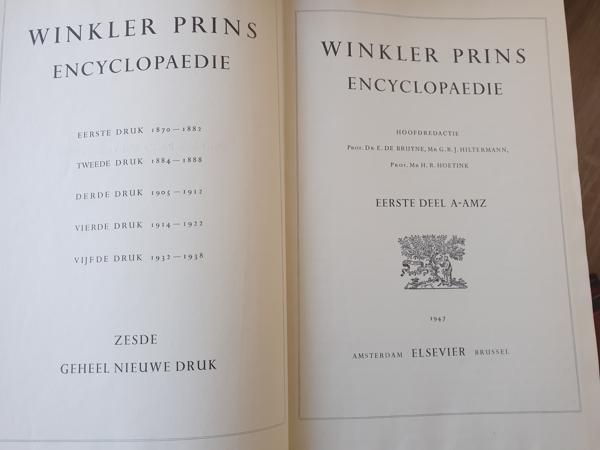 WINKLER PRINS
ENCYCLOPAEDIE
EERSTE DRUK 1870—1882
TWEEDE DRUK 1884—1888
DERDE DRUK 1905—1912
VIERDE DRUK 1914—1922
VIJFDE DRUK 1932—1938
ZESDE
GEHEEL NIEUWE DRUK
WINKLER PRINS
ENCYCLOPAEDIE
HOOFDREDACTIE
PROF. DR E. DE BRUYNE, MR G. B. J. HILTERMANN,
PROF. MR H. R. HOETINK
EERSTE DEEL A-AMZ
1947
AMSTERDAM ELSEVIER BRUSSEL